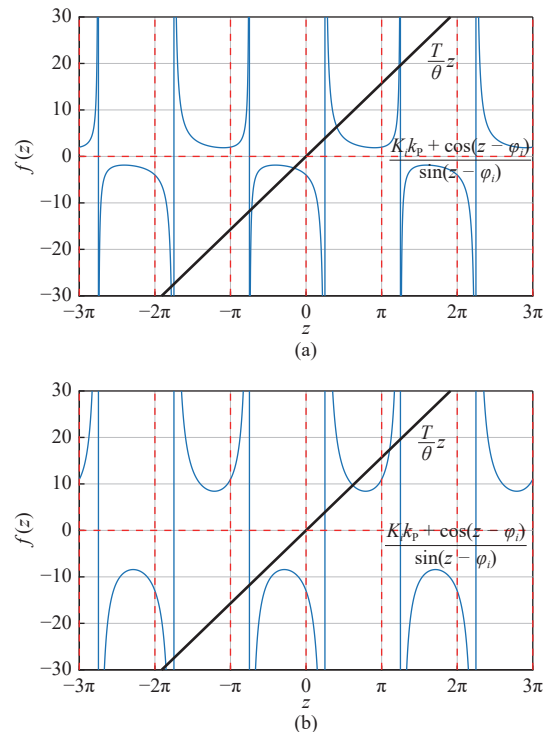 30
20
10
0
−10
−20
−30
f (z)
T/θ z
K_i k_P + cos(z − φ_i)
sin(z − φ_i)
−3π −2π −π 0 π 2π 3π
z
(a)
30
20
10
0
−10
−20
−30
f (z)
T/θ z
K_i k_P + cos(z − φ_i)
sin(z − φ_i)
−3π −2π −π 0 π 2π 3π
z
(b)